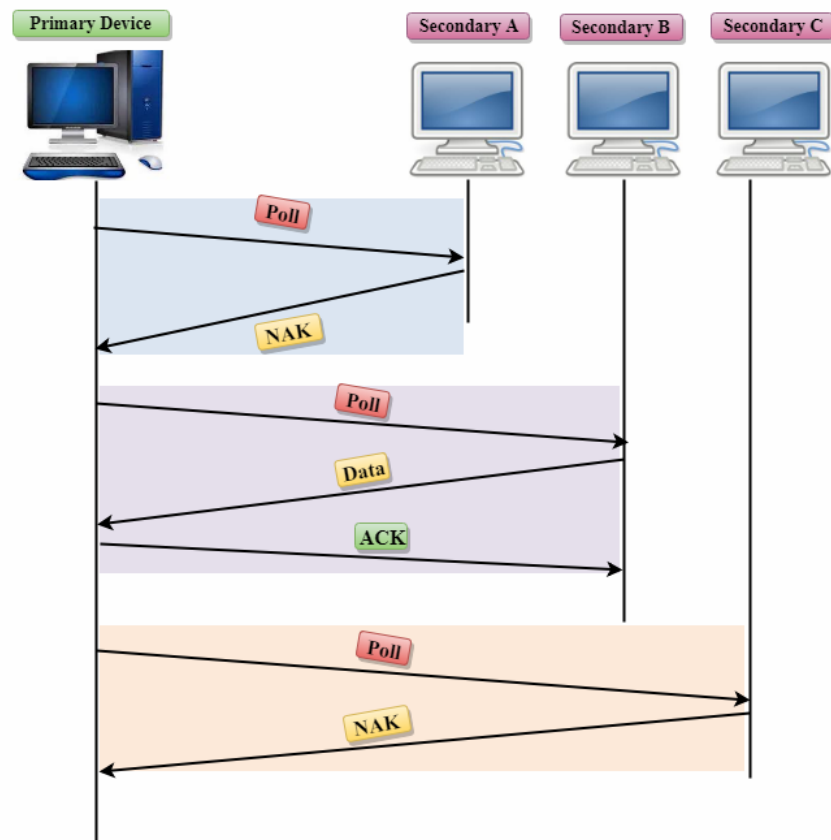 Primary Device
Secondary A
Secondary B
Secondary C
Poll
NAK
Poll
Data
ACK
Poll
NAK